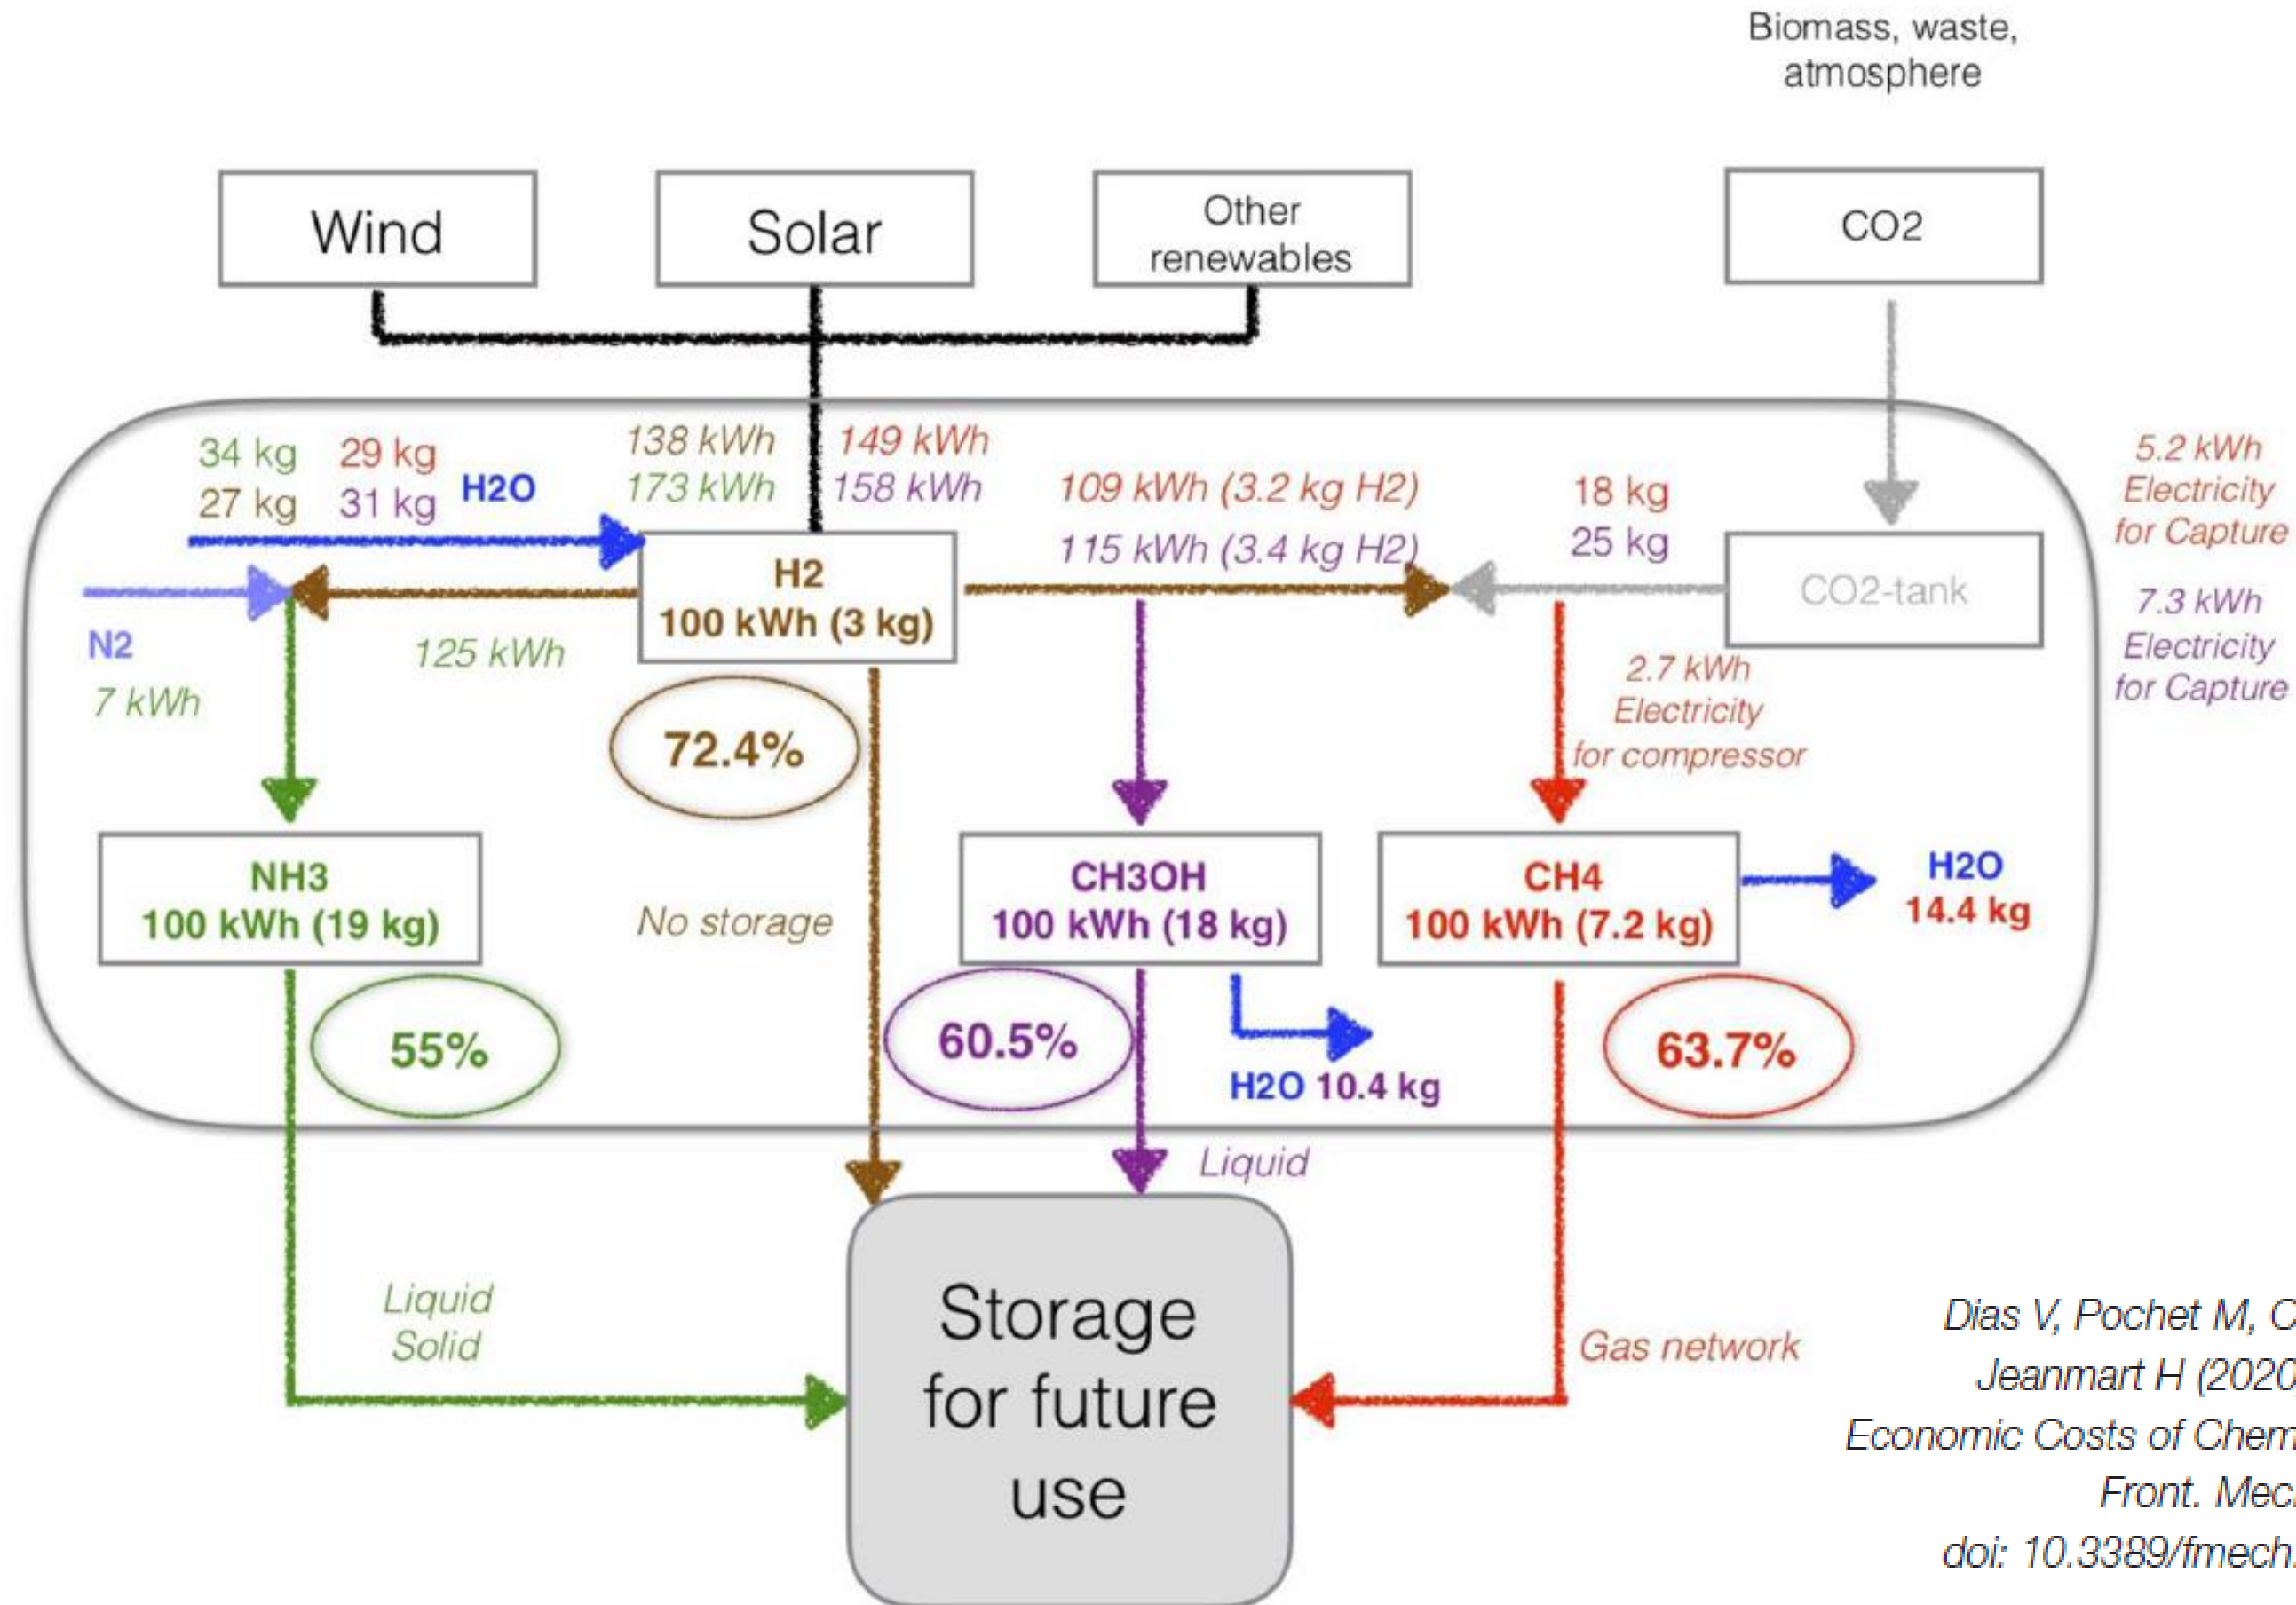 Biomass, waste,
atmosphere
Wind
Solar
Other
renewables
CO2
34 kg 29 kg
27 kg 31 kg H2O
138 kWh 149 kWh
173 kWh 158 kWh
109 kWh (3.2 kg H2)
115 kWh (3.4 kg H2)
18 kg
25 kg
5.2 kWh
Electricity
for Capture
7.3 kWh
Electricity
for Capture
N2
7 kWh
125 kWh
H2
100 kWh (3 kg)
CO2-tank
72.4%
2.7 kWh
Electricity
for compressor
NH3
100 kWh (19 kg)
No storage
CH3OH
100 kWh (18 kg)
CH4
100 kWh (7.2 kg)
H2O
14.4 kg
55%
60.5%
H2O 10.4 kg
63.7%
Liquid
Liquid
Solid
Storage
for future
use
Gas network
Dias V, Pochet M,
Jeanmart H (2020
Economic Costs of Chem
Front. Mec
doi: 10.3389/fmech.